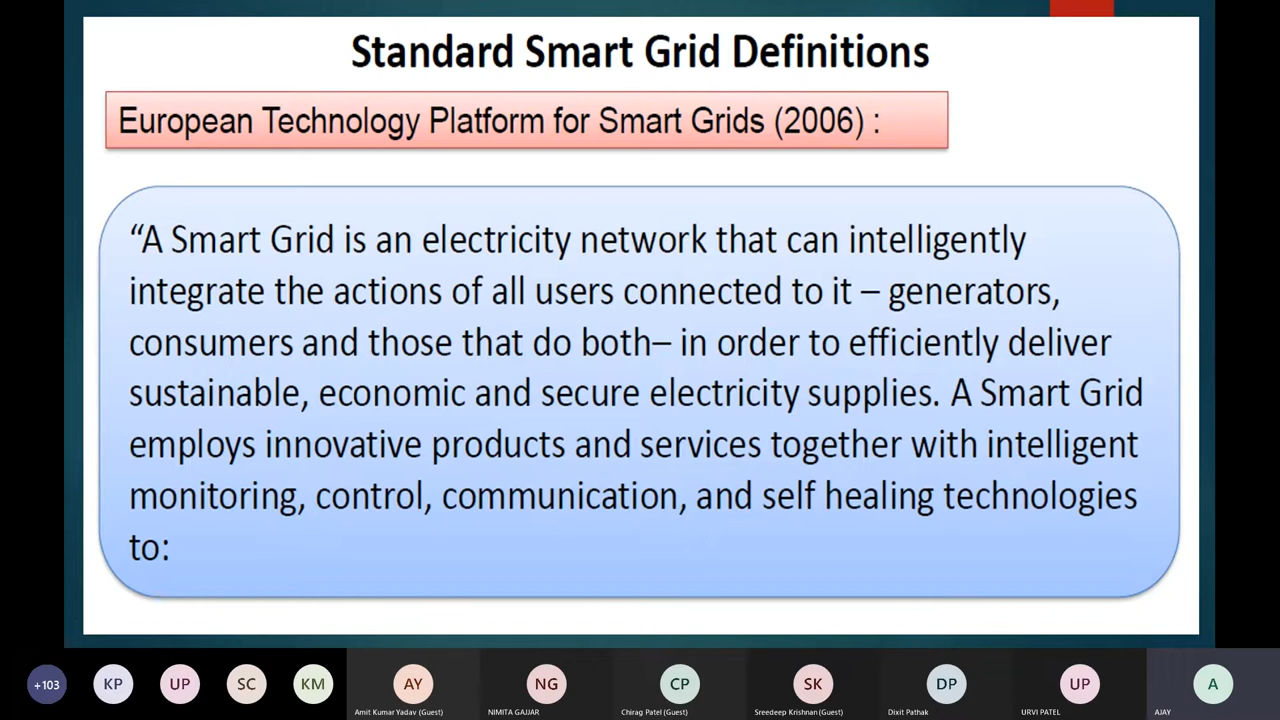 Standard Smart Grid Definitions
European Technology Platform for Smart Grids (2006) :
“A Smart Grid is an electricity network that can intelligently
integrate the actions of all users connected to it – generators,
consumers and those that do both– in order to efficiently deliver
sustainable, economic and secure electricity supplies. A Smart Grid
employs innovative products and services together with intelligent
monitoring, control, communication, and self healing technologies
to:
+103 KP UP SC KM AY NG CP SK DP UP A
Amit Kumar Yadav (Guest) NIMITA GAJJAR Chirag Patel (Guest) Sreedeep Krishnan (Guest) Dixit Pathak URVI PATEL AJAY